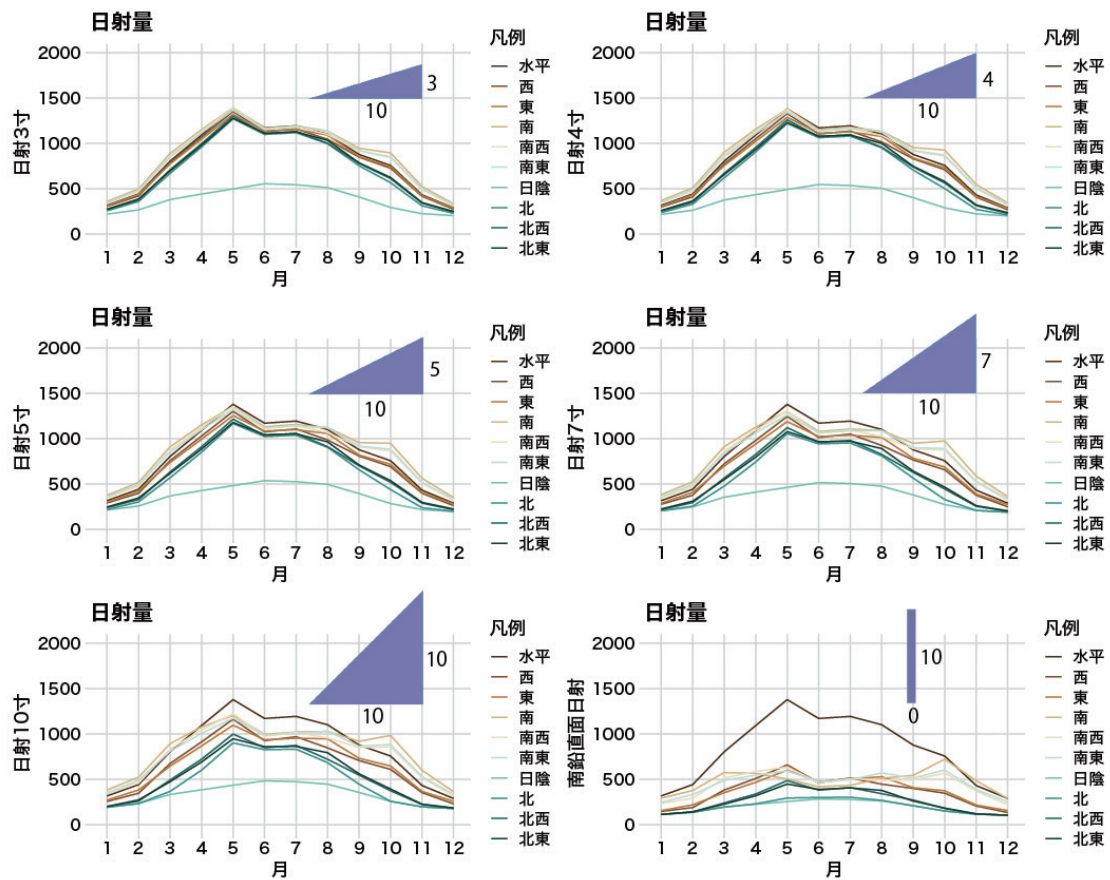 日射量
凡例
2000
1500
1000
500
0
日射3寸
3
10
水平
西
東
南
南西
南東
日陰
北
北西
北東
1 2 3 4 5 6 7 8 9 10 11 12
月
日射量
凡例
2000
1500
1000
500
0
日射4寸
4
10
水平
西
東
南
南西
南東
日陰
北
北西
北東
1 2 3 4 5 6 7 8 9 10 11 12
月
日射量
凡例
2000
1500
1000
500
0
日射5寸
5
10
水平
西
東
南
南西
南東
日陰
北
北西
北東
1 2 3 4 5 6 7 8 9 10 11 12
月
日射量
凡例
2000
1500
1000
500
0
日射7寸
7
10
水平
西
東
南
南西
南東
日陰
北
北西
北東
1 2 3 4 5 6 7 8 9 10 11 12
月
日射量
凡例
2000
1500
1000
500
0
日射10寸
10
10
水平
西
東
南
南西
南東
日陰
北
北西
北東
1 2 3 4 5 6 7 8 9 10 11 12
月
日射量
凡例
2000
1500
1000
500
0
南鉛直面日射
10
0
水平
西
東
南
南西
南東
日陰
北
北西
北東
1 2 3 4 5 6 7 8 9 10 11 12
月